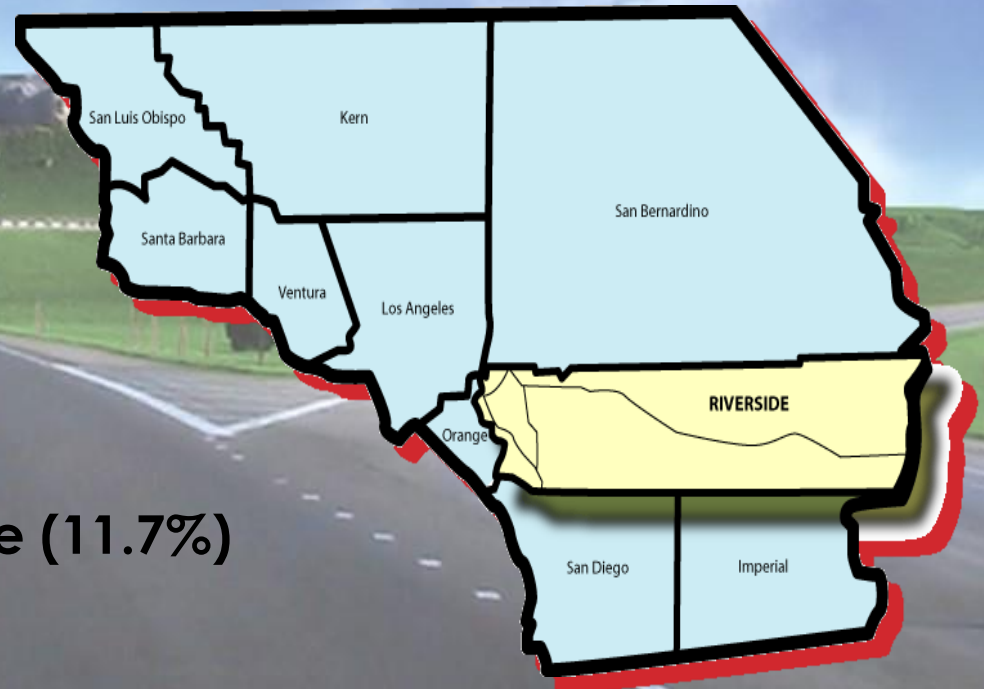 San Luis Obispo
Kern
San Bernardino
Santa Barbara
Ventura
Los Angeles
RIVERSIDE
Orange
e (11.7%)
San Diego
Imperial